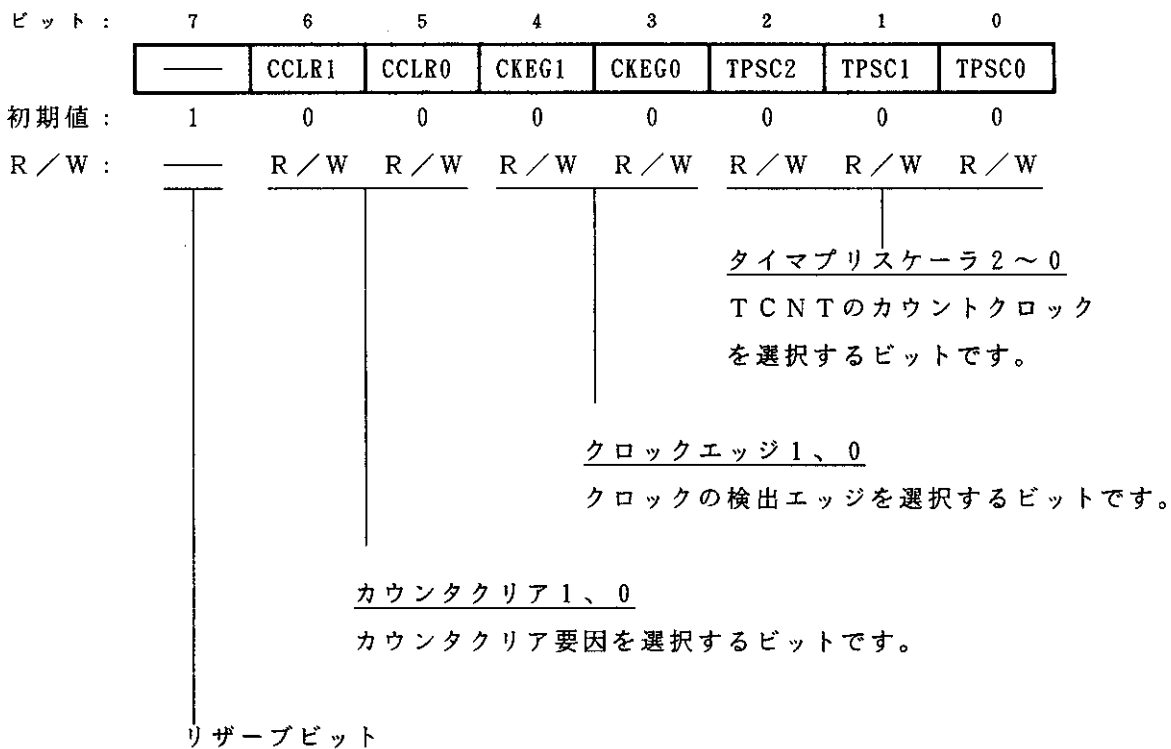 ビット： 7 6 5 4 3 2 1 0
― CCLR1 CCLR0 CKEG1 CKEG0 TPSC2 TPSC1 TPSC0
初期値： 1 0 0 0 0 0 0 0
R／W： ― R／W R／W R／W R／W R／W R／W R／W
タイマプリスケーラ2～0
TCNTのカウントクロック
を選択するビットです。
クロックエッジ1、0
クロックの検出エッジを選択するビットです。
カウンタクリア1、0
カウンタクリア要因を選択するビットです。
リザーブビット